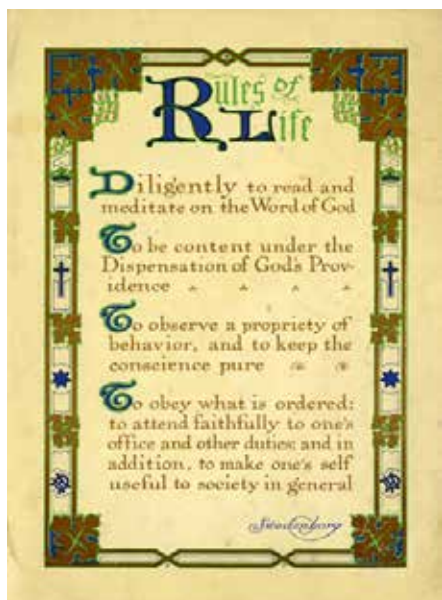 Rules of
Life
Diligently to read and
meditate on the Word of God
To be content under the
Dispensation of God's Prov-
idence
To observe a propriety of
behavior, and to keep the
conscience pure
To obey what is ordered;
to attend faithfully to one's
office and other duties; and in
addition, to make one's self
useful to society in general
Swedenborg